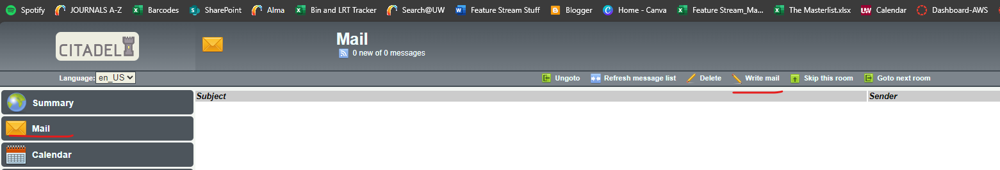 Spotify JOURNALS A-Z Barcodes SharePoint Alma Bin and LRT Tracker Search@UW Feature Stream Stuff Blogger Home - Canva Feature Stream_Ma... The Masterlist.xlsx Calendar Dashboard-AWS
CITADEL
Mail
0 new of 0 messages
Language: en_US Ungoto Refresh message list Delete Write mail Skip this room Goto next room
Summary
Subject Sender
Mail
Calendar